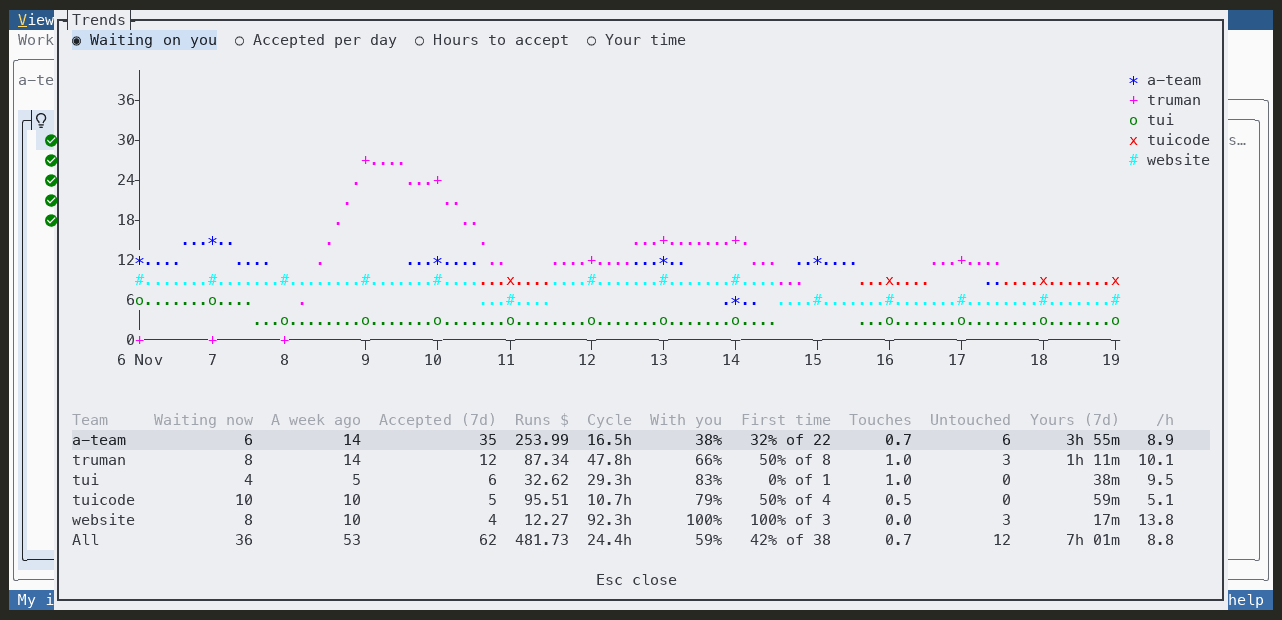 View
Trends
Work
◉ Waiting on you ○ Accepted per day ○ Hours to accept ○ Your time
a-te
* a-team
36
+ truman
o tui
30
x tuicode
s…
# website
24
18
12
6
0
6 Nov 7 8 9 10 11 12 13 14 15 16 17 18 19
Team Waiting now A week ago Accepted (7d) Runs $ Cycle With you First time Touches Untouched Yours (7d) /h
a-team 6 14 35 253.99 16.5h 38% 32% of 22 0.7 6 3h 55m 8.9
truman 8 14 12 87.34 47.8h 66% 50% of 8 1.0 3 1h 11m 10.1
tui 4 5 6 32.62 29.3h 83% 0% of 1 1.0 0 38m 9.5
tuicode 10 10 5 95.51 10.7h 79% 50% of 4 0.5 0 59m 5.1
website 8 10 4 12.27 92.3h 100% 100% of 3 0.0 3 17m 13.8
All 36 53 62 481.73 24.4h 59% 42% of 38 0.7 12 7h 01m 8.8
Esc close
My i
help